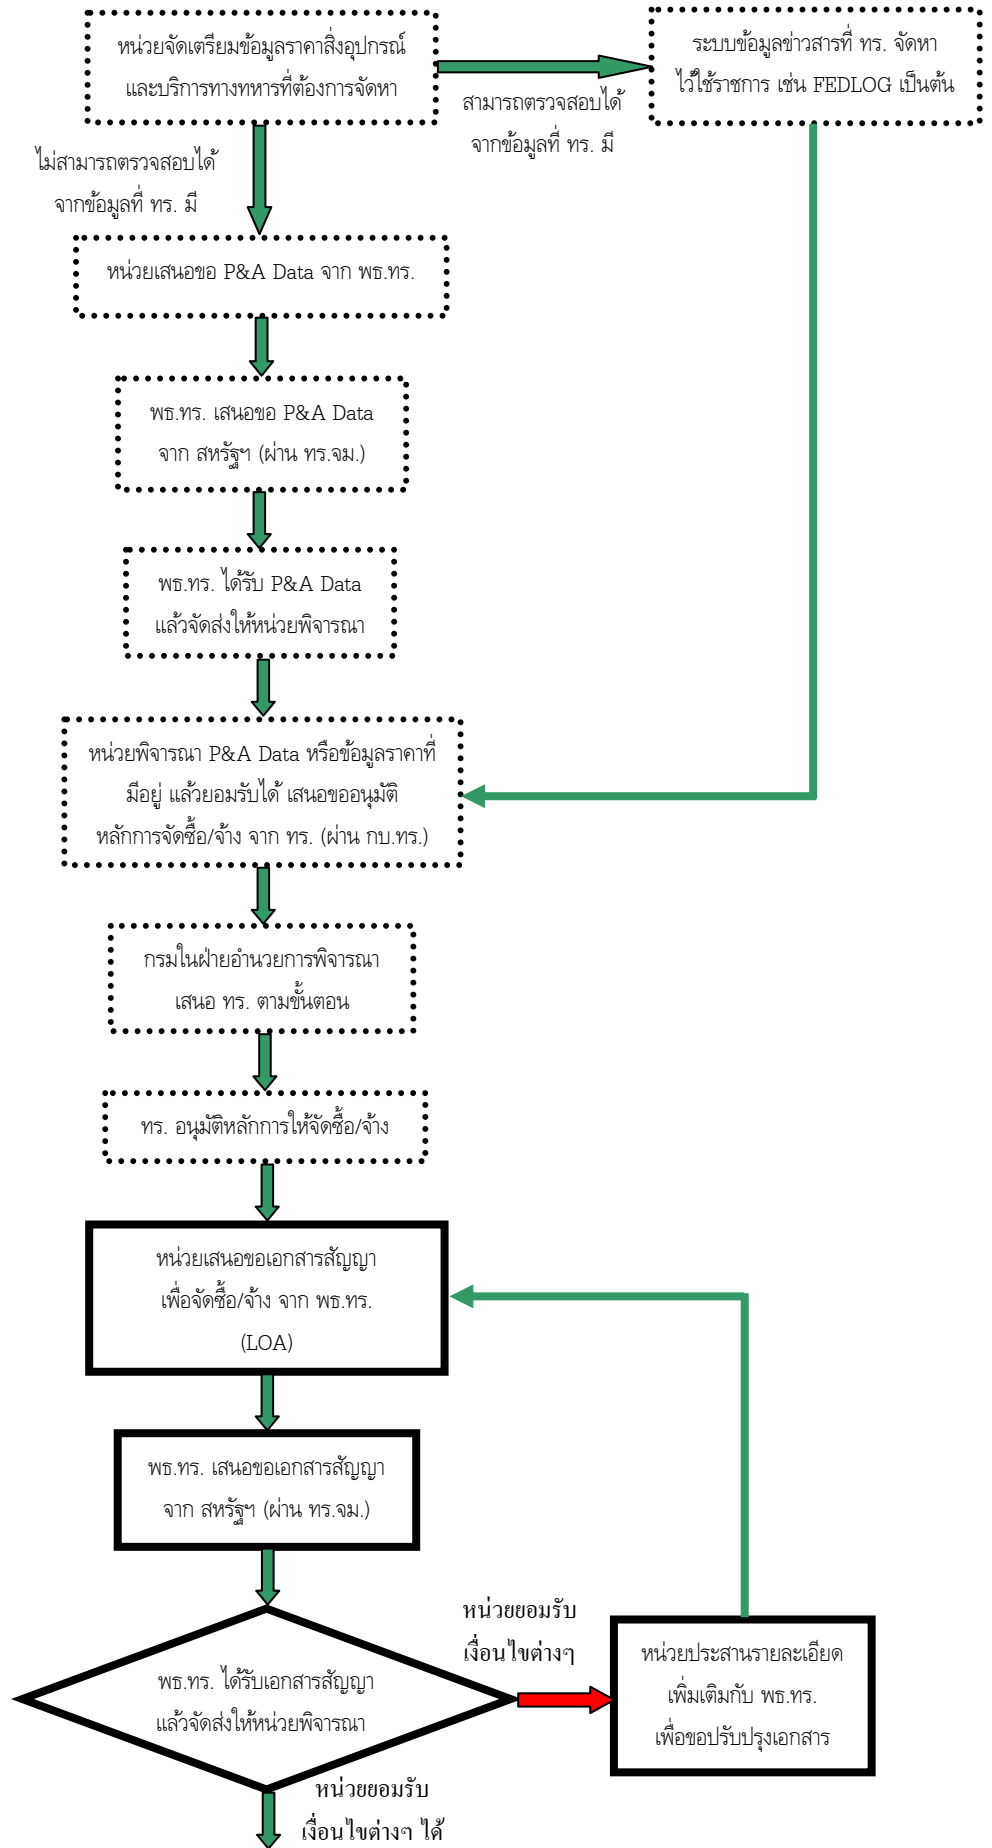 หน่วยจัดเตรียมข้อมูลราคาสิ่งอุปกรณ์
และบริการทางทหารที่ต้องการจัดหา
ระบบข้อมูลข่าวสารที่ ทร. จัดหา
ไว้ใช้ราชการ เช่น FEDLOG เป็นต้น
สามารถตรวจสอบได้
จากข้อมูลที่ ทร. มี
ไม่สามารถตรวจสอบได้
จากข้อมูลที่ ทร. มี
หน่วยเสนอขอ P&A Data จาก พธ.ทร.
พธ.ทร. เสนอขอ P&A Data
จาก สหรัฐฯ (ผ่าน ทร.จม.)
พธ.ทร. ได้รับ P&A Data
แล้วจัดส่งให้หน่วยพิจารณา
หน่วยพิจารณา P&A Data หรือข้อมูลราคาที่
มีอยู่ แล้วยอมรับได้ เสนอขออนุมัติ
หลักการจัดซื้อ/จ้าง จาก ทร. (ผ่าน กบ.ทร.)
กรมในฝ่ายอำนวยการพิจารณา
เสนอ ทร. ตามขั้นตอน
ทร. อนุมัติหลักการให้จัดซื้อ/จ้าง
หน่วยเสนอขอเอกสารสัญญา
เพื่อจัดซื้อ/จ้าง จาก พธ.ทร.
(LOA)
พธ.ทร. เสนอขอเอกสารสัญญา
จาก สหรัฐฯ (ผ่าน ทร.จม.)
หน่วยยอมรับ
เงื่อนไขต่างๆ
พธ.ทร. ได้รับเอกสารสัญญา
แล้วจัดส่งให้หน่วยพิจารณา
หน่วยประสานรายละเอียด
เพิ่มเติมกับ พธ.ทร.
เพื่อขอปรับปรุงเอกสาร
หน่วยยอมรับ
เงื่อนไขต่างๆ ได้